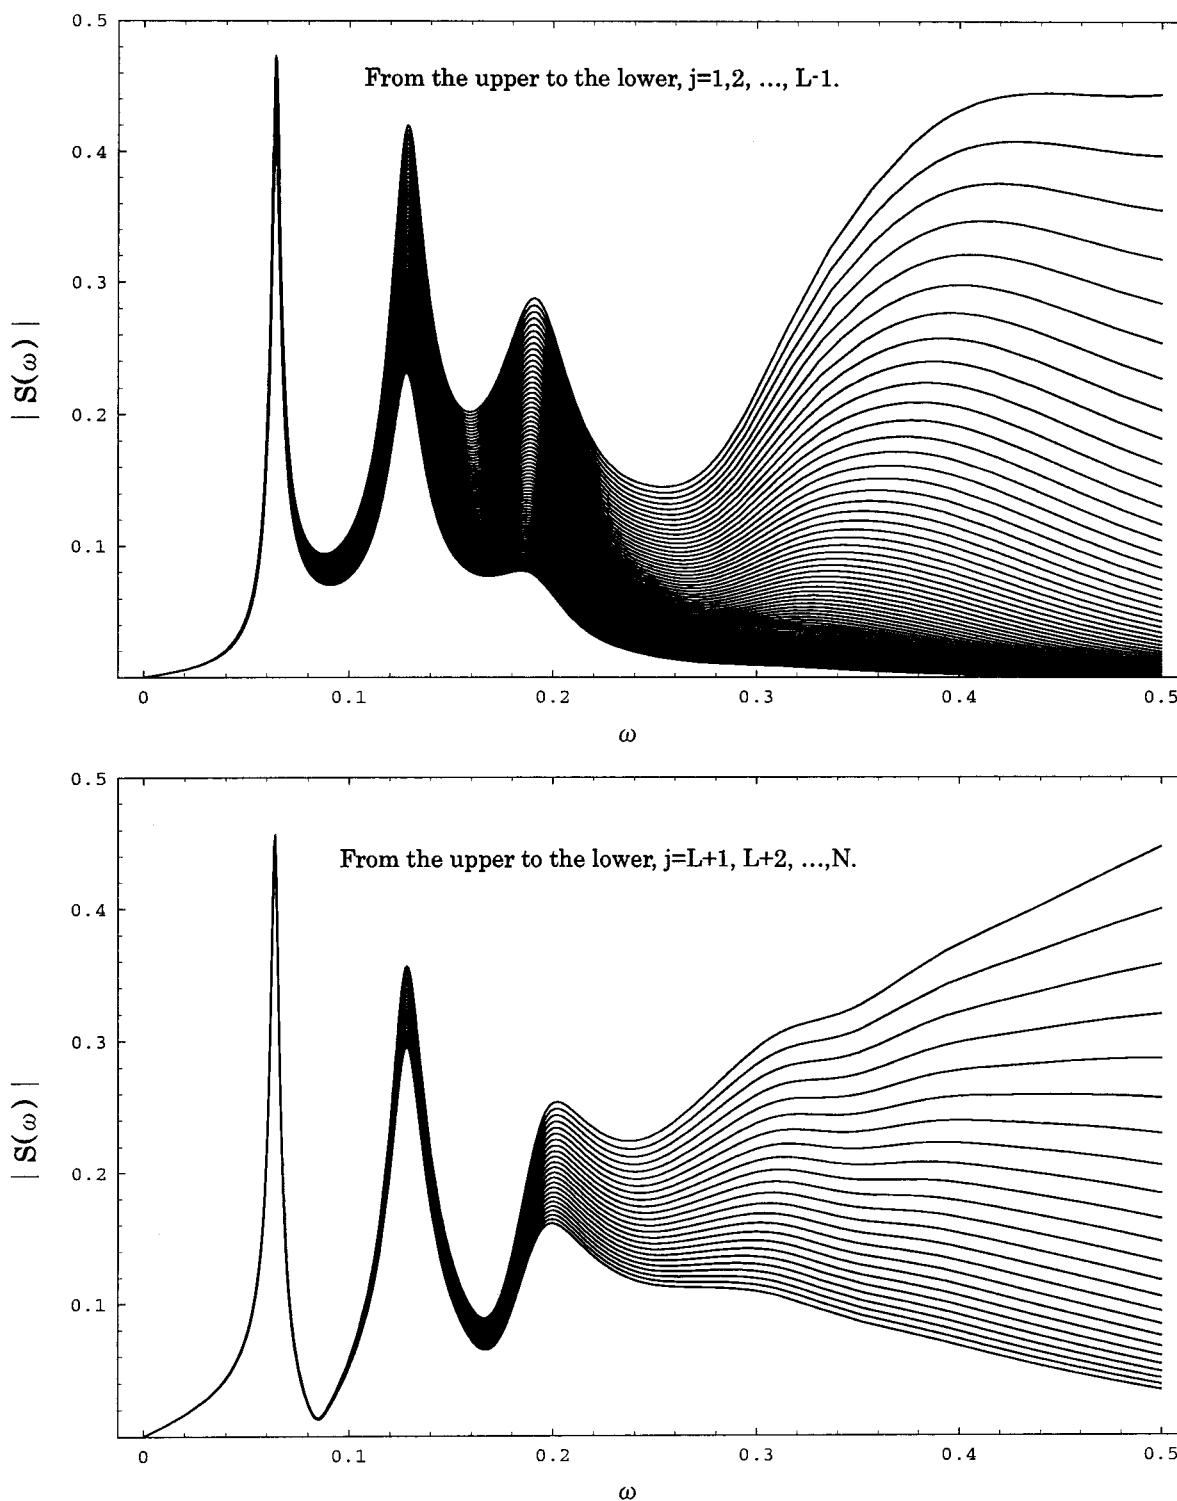 0.5
From the upper to the lower, j=1,2, ..., L-1.
0.4
0.3
| S(ω) |
0.2
0.1
0 0.1 0.2 0.3 0.4 0.5
ω
0.5
From the upper to the lower, j=L+1, L+2, ...,N.
0.4
0.3
| S(ω) |
0.2
0.1
0 0.1 0.2 0.3 0.4 0.5
ω